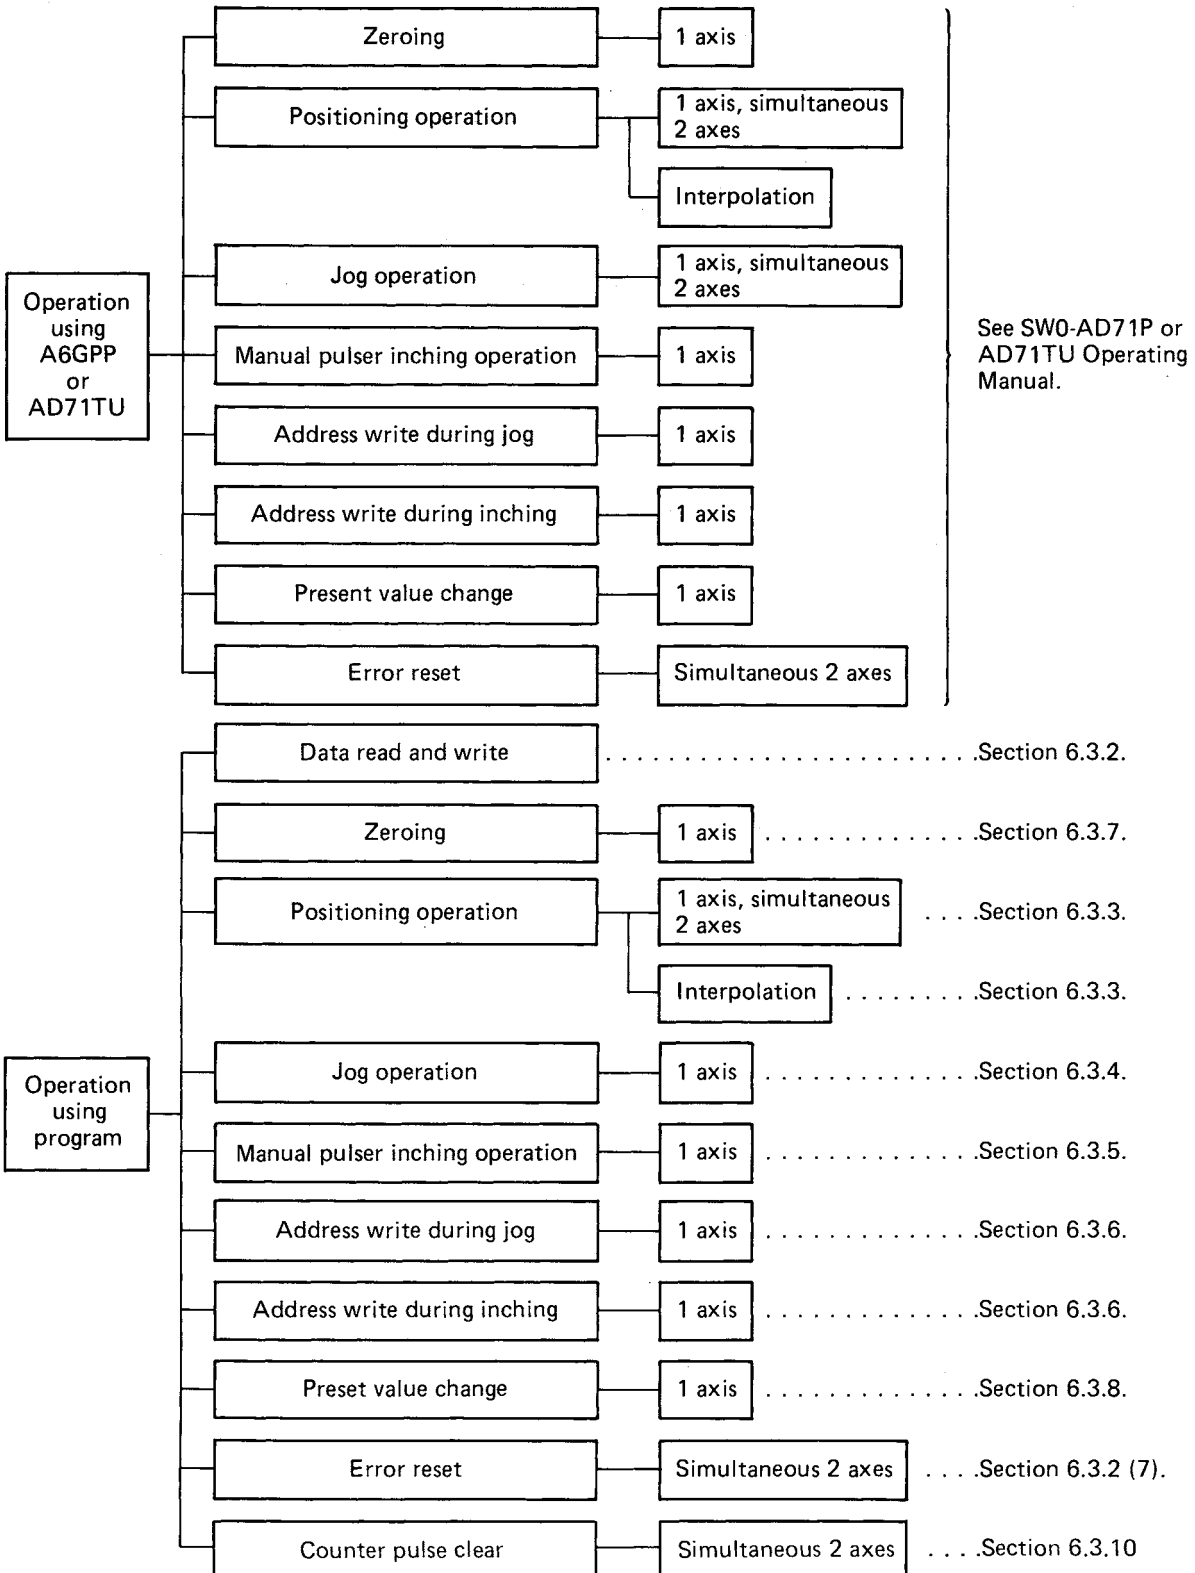 Zeroing
1 axis
Positioning operation
1 axis, simultaneous
2 axes
Interpolation
Jog operation
1 axis, simultaneous
2 axes
Operation
using
A6GPP
or
AD71TU
Manual pulser inching operation
1 axis
See SW0-AD71P or
AD71TU Operating
Manual.
Address write during jog
1 axis
Address write during inching
1 axis
Present value change
1 axis
Error reset
Simultaneous 2 axes
Data read and write . . . . . . . . . . . . . . . . . . . . . . . . .Section 6.3.2.
Zeroing
1 axis . . . . . . . . . . . . . . .Section 6.3.7.
Positioning operation
1 axis, simultaneous
2 axes
. . . .Section 6.3.3.
Interpolation . . . . . . . . .Section 6.3.3.
Operation
using
program
Jog operation
1 axis . . . . . . . . . . . . . . .Section 6.3.4.
Manual pulser inching operation
1 axis . . . . . . . . . . . . . . .Section 6.3.5.
Address write during jog
1 axis . . . . . . . . . . . . . . .Section 6.3.6.
Address write during inching
1 axis . . . . . . . . . . . . . . .Section 6.3.6.
Preset value change
1 axis . . . . . . . . . . . . . . .Section 6.3.8.
Error reset
Simultaneous 2 axes . . . .Section 6.3.2 (7).
Counter pulse clear
Simultaneous 2 axes . . . .Section 6.3.10